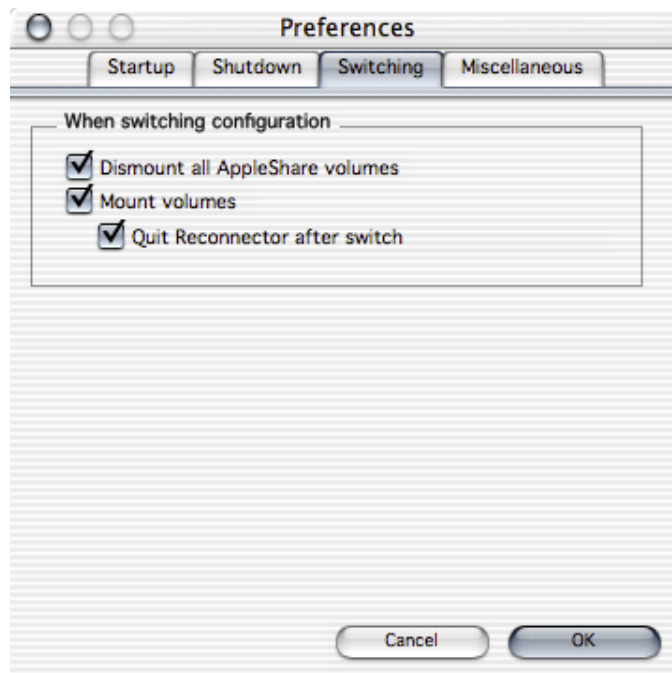 Preferences
Startup Shutdown Switching Miscellaneous
When switching configuration
Dismount all AppleShare volumes
Mount volumes
Quit Reconnector after switch
Cancel OK